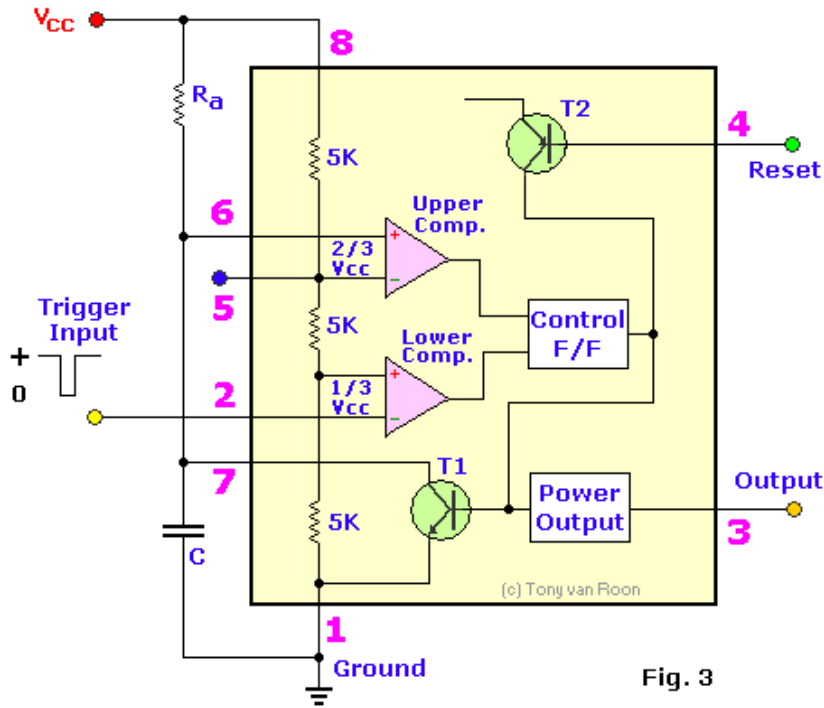 Vcc
8
Ra
T2
4
5K
Reset
6
Upper
Comp.
+
2/3
Vcc
-
5
Trigger
Input
5K
Control
F/F
Lower
Comp.
+
0
+
2
1/3
Vcc
-
7
T1
Output
5K
Power
Output
3
C
(c) Tony van Roon
1
Ground
Fig. 3